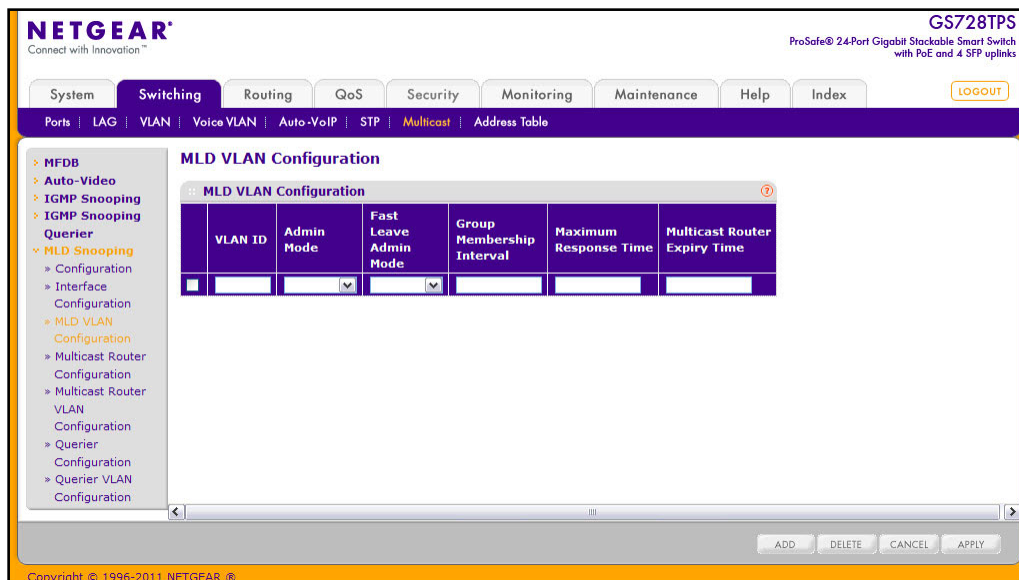 NETGEAR®
Connect with Innovation™
GS728TPS
ProSafe® 24-Port Gigabit Stackable Smart Switch
with PoE and 4 SFP uplinks
System
Switching
Routing
QoS
Security
Monitoring
Maintenance
Help
Index
LOGOUT
Ports
LAG
VLAN
Voice VLAN
Auto-VoIP
STP
Multicast
Address Table
MFDB
Auto-Video
IGMP Snooping
IGMP Snooping
Querier
MLD Snooping
» Configuration
» Interface
Configuration
» MLD VLAN
Configuration
» Multicast Router
Configuration
» Multicast Router
VLAN
Configuration
» Querier
Configuration
» Querier VLAN
Configuration
MLD VLAN Configuration
MLD VLAN Configuration
?
VLAN ID
Admin
Mode
Fast
Leave
Admin
Mode
Group
Membership
Interval
Maximum
Response Time
Multicast Router
Expiry Time
ADD
DELETE
CANCEL
APPLY
Copyright © 1996-2011 NETGEAR ®